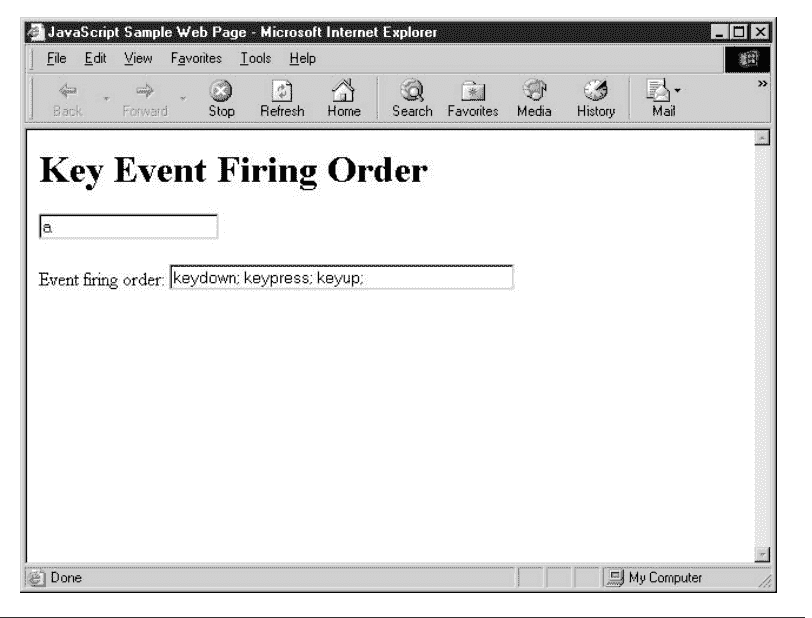 JavaScript Sample Web Page - Microsoft Internet Explorer
File Edit View Favorites Tools Help
Back Forward Stop Refresh Home Search Favorites Media History Mail »
Key Event Firing Order
a
Event firing order: keydown; keypress; keyup;
Done My Computer